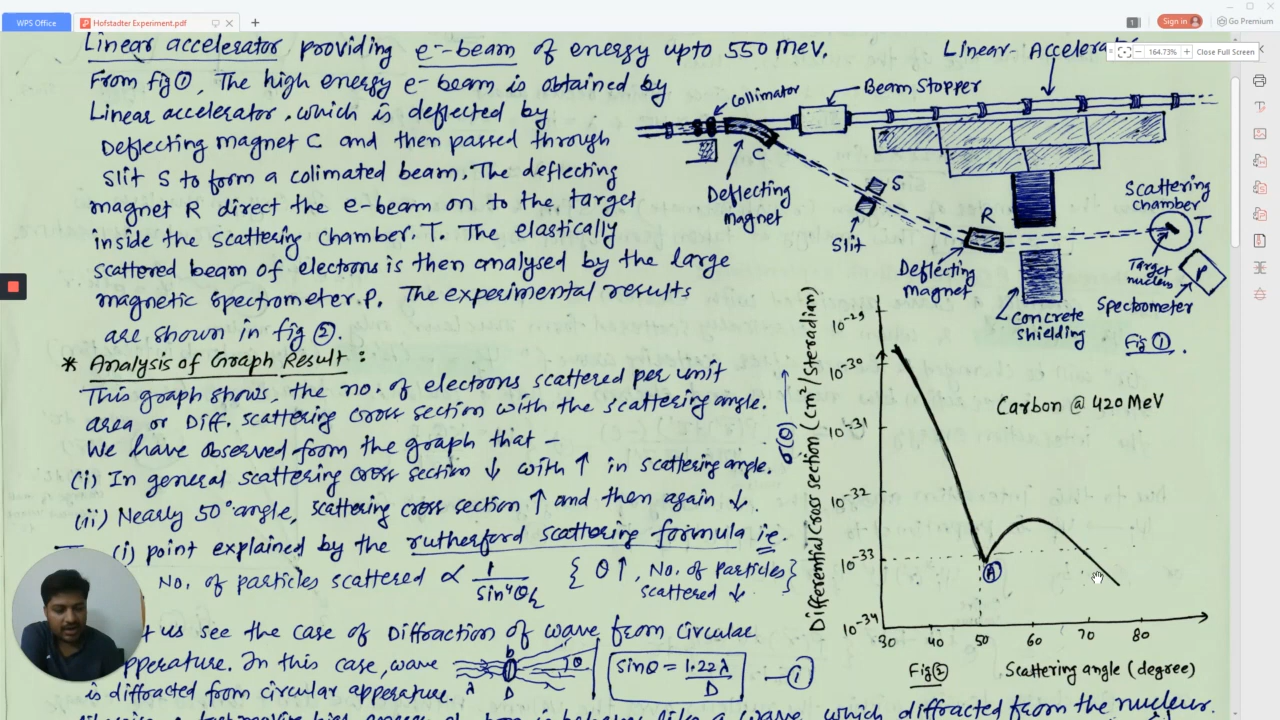 WPS Office
Hofstadter Experiment.pdf
1
Sign in
Go Premium
164.73%
Close Full Screen
Linear accelerator providing e⁻-beam of energy upto 550 MeV.
From fig ①, The high energy e⁻beam is obtained by
Linear accelerator, which is deflected by
Deflecting magnet C and then passed through
Slit S to form a colimated beam. The deflecting
magnet R direct the e⁻beam on to the target
inside the scattering chamber. T. The elastically
scattered beam of electrons is then analysed by the large
magnetic spectrometer. P. The experimental results
are shown in fig ②.
* Analysis of Graph Result :
This graph shows, the no. of electrons scattered per unit
area or Diff. scattering cross section with the scattering angle.
We have observed from the graph that —
(i) In general scattering cross section ↓ with ↑ in scattering angle.
(ii) Nearly 50° angle, scattering cross section ↑ and then again ↓.
(i) point explained by the rutherford scattering formula i.e.
No. of particles scattered ∝ 1/sin⁴θ/2 { θ↑, No. of Particles
scattered ↓ }
us see the case of Diffraction of wave from Circular
apperature. In this case, wave
is diffracted from circular apperature.
λ
b
D
θ
sinθ = 1.22λ/D —①
which diffracted from the nucleus.
Linear-
Collimator
Beam Stopper
C
Deflecting
magnet
S
Slit
R
Deflecting
magnet
Scattering
chamber
T
Target
nucleus
P
Spectrometer
Concrete
shielding
Fig ①.
Differential Cross section (Cm²/Steradian)
σ(θ)
10⁻²⁹
10⁻³⁰
10⁻³¹
10⁻³²
10⁻³³
10⁻³⁴
Carbon @ 420 MeV
A
30 40 50 60 70 80
Fig ②
Scattering angle (degree)